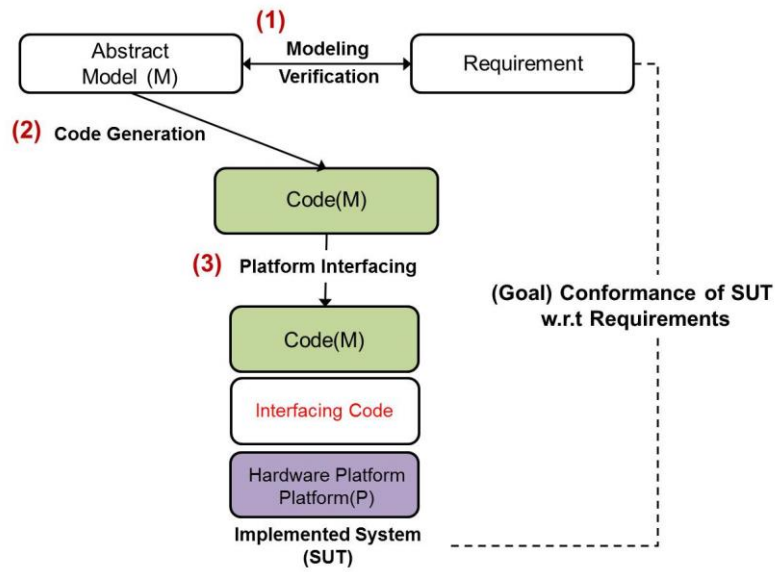 (1)
Abstract
Model (M)
Modeling
Verification
Requirement
(2) Code Generation
Code(M)
(3) Platform Interfacing
(Goal) Conformance of SUT
w.r.t Requirements
Code(M)
Interfacing Code
Hardware Platform
Platform(P)
Implemented System
(SUT)